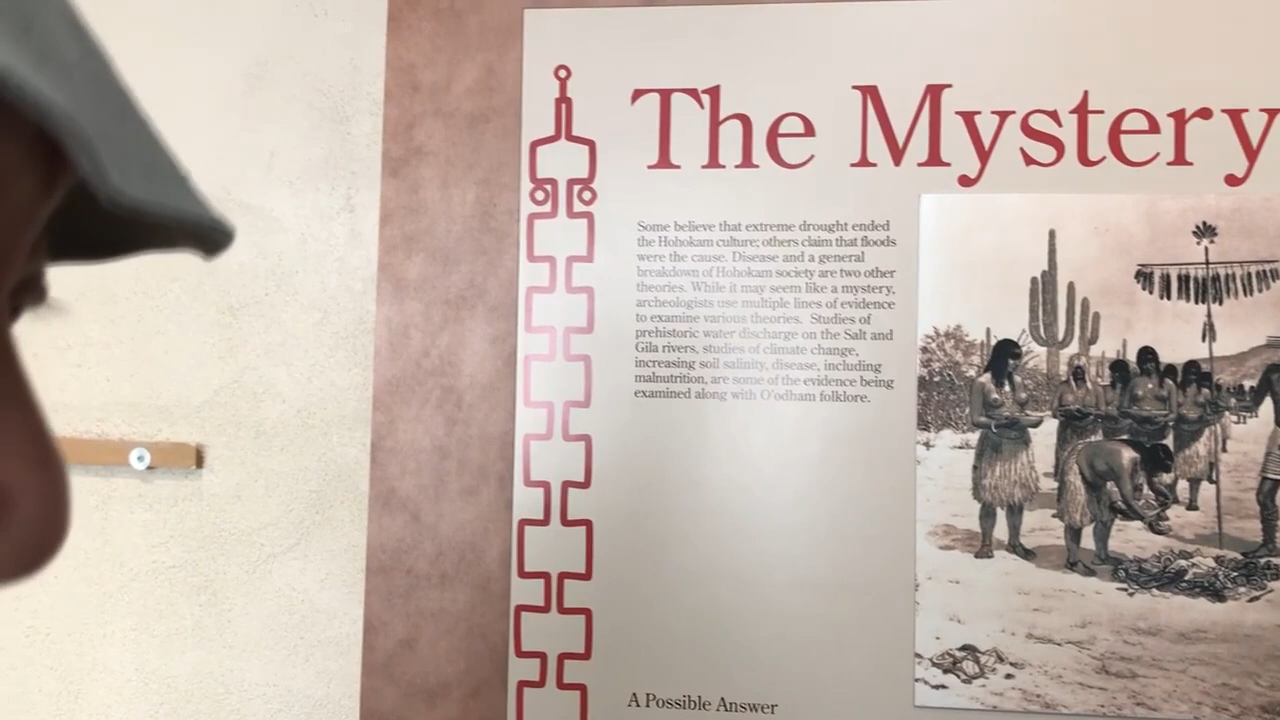 The Mystery
Some believe that extreme drought ended
the Hohokam culture; others claim that floods
were the cause. Disease and a general
breakdown of Hohokam society are two other
theories. While it may seem like a mystery,
archeologists use multiple lines of evidence
to examine various theories. Studies of
prehistoric water discharge on the Salt and
Gila rivers, studies of climate change,
increasing soil salinity, disease, including
malnutrition, are some of the evidence being
examined along with O'odham folklore.
A Possible Answer